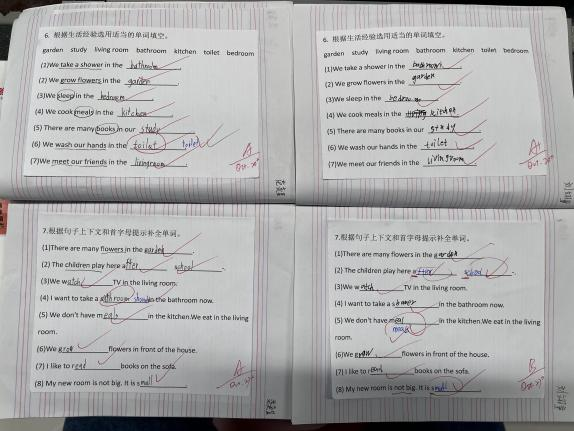 6. 根据生活经验选用适当的单词填空。
garden study living room bathroom kitchen toilet bedroom
(1)We take a shower in the bathroom
(2) We grow flowers in the garden.
(3)We sleep in the bedroom
(4) We cook meals in the kitchen
(5) There are many books in our study
(6) We wash our hands in the toilet toilet
(7)We meet our friends in the livingroom.
A
6. 根据生活经验选用适当的单词填空。
garden study living room bathroom kitchen toilet bedroom
(1)We take a shower in the bathroom
(2) We grow flowers in the garden
(3)We sleep in the bedroom
(4) We cook meals in the kitchen
(5) There are many books in our study
(6) We wash our hands in the toilet
(7)We meet our friends in the livingroom
A+
7.根据句子上下文和首字母提示补全单词。
(1)There are many flowers in the garden
(2) The children play here after school.
(3)We watch TV in the living room.
(4) I want to take a in the bathroom now.
(5) We don't have in the kitchen.We eat in the living
room.
(6)We grow flowers in front of the house.
(7) I like to read books on the sofa.
(8) My new room is not big. It is small
A
7.根据句子上下文和首字母提示补全单词。
(1)There are many flowers in the garden
(2) The children play here after school.
(3)We watch TV in the living room.
(4) I want to take a shower in the bathroom now.
(5) We don't have meal in the kitchen.We eat in the living
meals
room.
(6)We grow flowers in front of the house.
(7) I like to read books on the sofa.
(8) My new room is not big. It is small
B